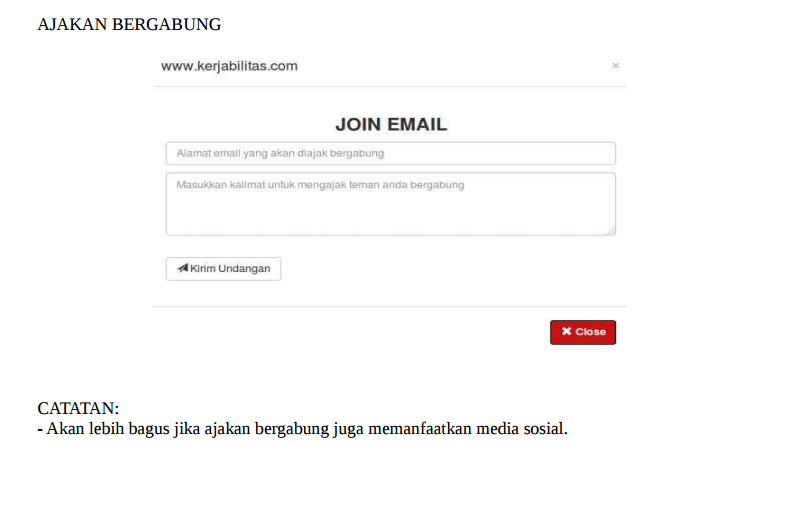 AJAKAN BERGABUNG
www.kerjabilitas.com ×
JOIN EMAIL
Alamat email yang akan diajak bergabung
Masukkan kalimat untuk mengajak teman anda bergabung
Kirim Undangan
Close
CATATAN:
- Akan lebih bagus jika ajakan bergabung juga memanfaatkan media sosial.